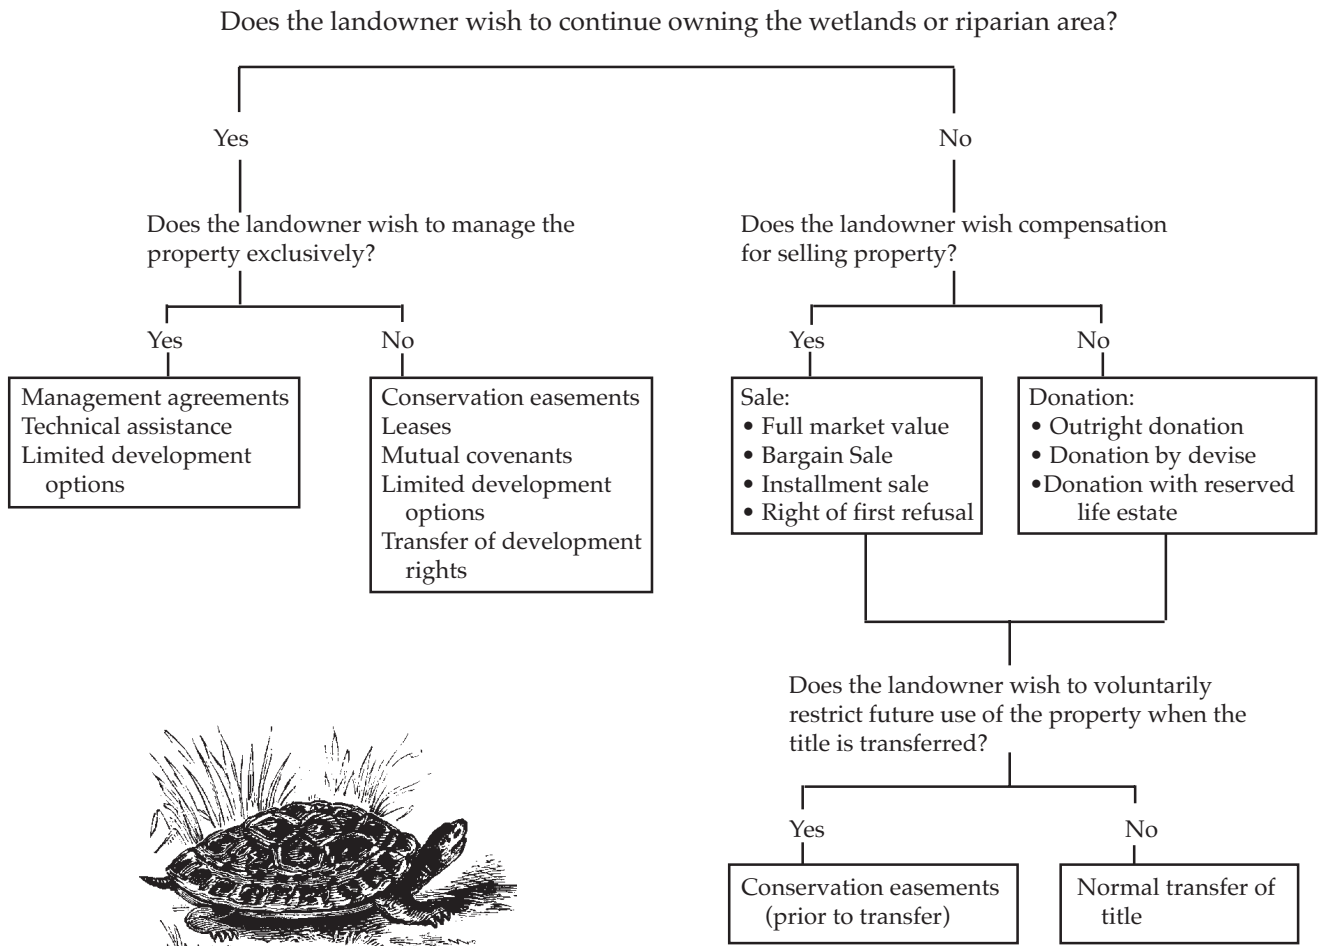 Does the landowner wish to continue owning the wetlands or riparian area?
Yes
No
Does the landowner wish to manage the
property exclusively?
Does the landowner wish compensation
for selling property?
Yes
No
Yes
No
Management agreements
Technical assistance
Limited development
options
Conservation easements
Leases
Mutual covenants
Limited development
options
Transfer of development
rights
Sale:
• Full market value
• Bargain Sale
• Installment sale
• Right of first refusal
Donation:
• Outright donation
• Donation by devise
•Donation with reserved
life estate
Does the landowner wish to voluntarily
restrict future use of the property when the
title is transferred?
Yes
No
Conservation easements
(prior to transfer)
Normal transfer of
title